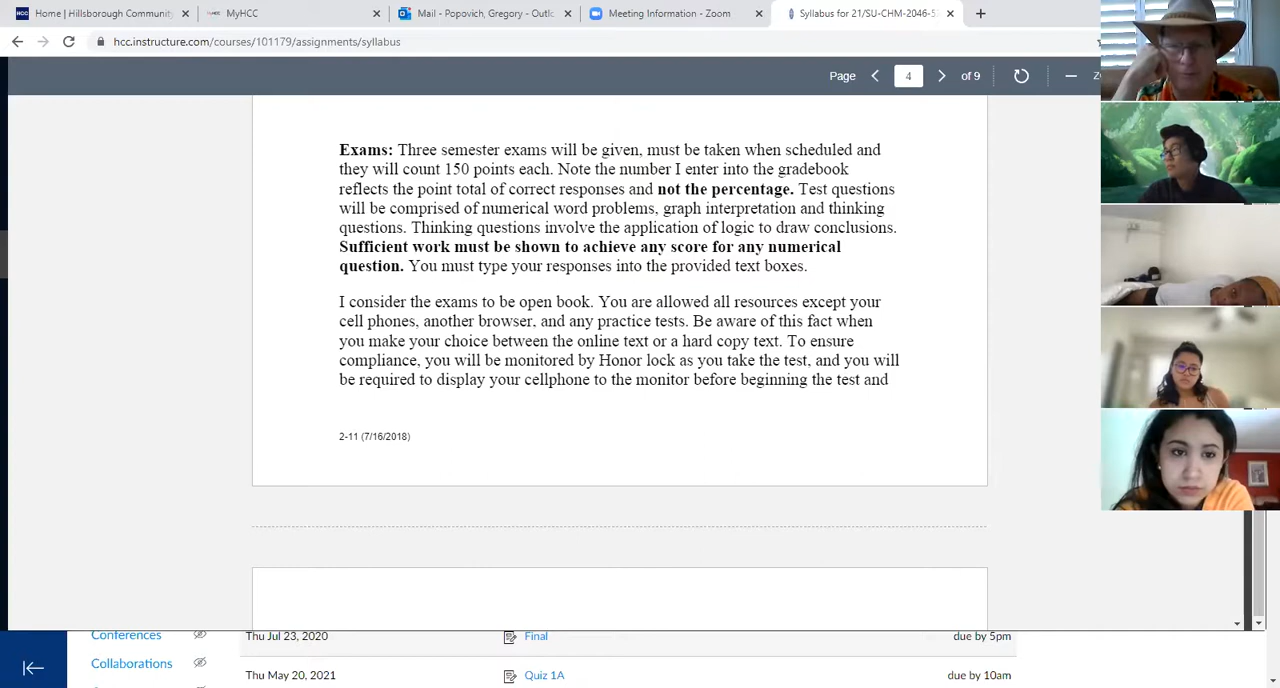 Home | Hillsborough Community
MyHCC
Mail - Popovich, Gregory - Outlo
Meeting Information - Zoom
Syllabus for 21/SU-CHM-2046-5
hcc.instructure.com/courses/101179/assignments/syllabus
Page
4
of 9
Exams: Three semester exams will be given, must be taken when scheduled and
they will count 150 points each. Note the number I enter into the gradebook
reflects the point total of correct responses and not the percentage. Test questions
will be comprised of numerical word problems, graph interpretation and thinking
questions. Thinking questions involve the application of logic to draw conclusions.
Sufficient work must be shown to achieve any score for any numerical
question. You must type your responses into the provided text boxes.
I consider the exams to be open book. You are allowed all resources except your
cell phones, another browser, and any practice tests. Be aware of this fact when
you make your choice between the online text or a hard copy text. To ensure
compliance, you will be monitored by Honor lock as you take the test, and you will
be required to display your cellphone to the monitor before beginning the test and
2-11 (7/16/2018)
Conferences
Thu Jul 23, 2020
Final
due by 5pm
Collaborations
Thu May 20, 2021
Quiz 1A
due by 10am